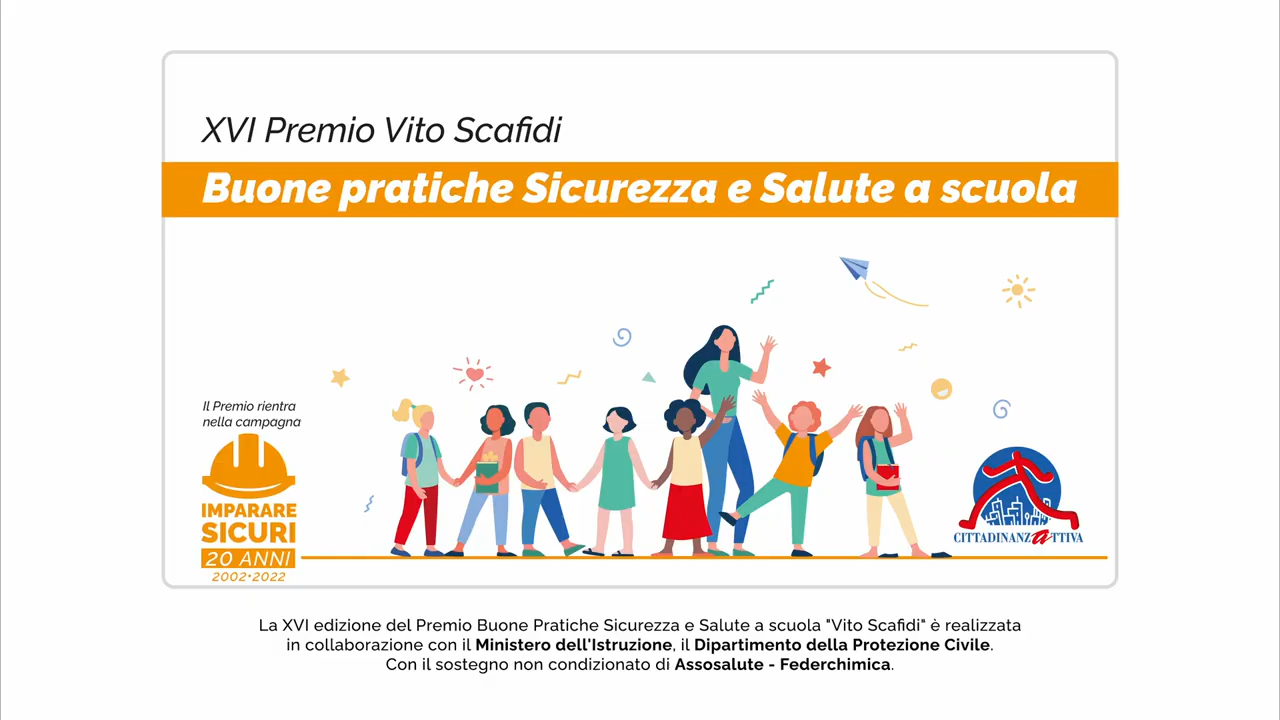 XVI Premio Vito Scafidi
Buone pratiche Sicurezza e Salute a scuola
Il Premio rientra
nella campagna
IMPARARE
SICURI
20 ANNI
2002•2022
CITTADINANZATTIVA
La XVI edizione del Premio Buone Pratiche Sicurezza e Salute a scuola "Vito Scafidi" è realizzata
in collaborazione con il Ministero dell'Istruzione, il Dipartimento della Protezione Civile.
Con il sostegno non condizionato di Assosalute - Federchimica.